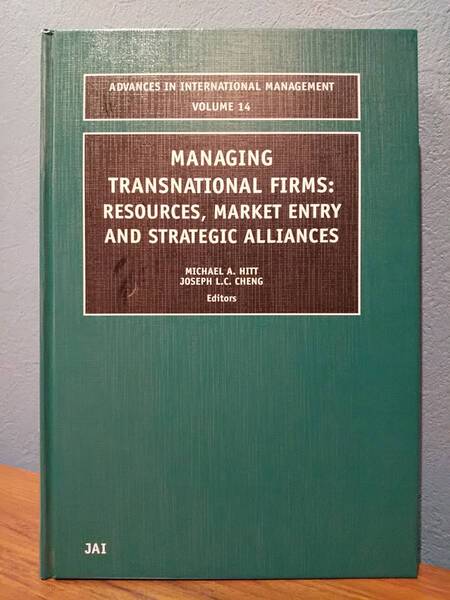 ADVANCES IN INTERNATIONAL MANAGEMENT
VOLUME 14
MANAGING
TRANSNATIONAL FIRMS:
RESOURCES, MARKET ENTRY
AND STRATEGIC ALLIANCES
MICHAEL A. HITT
JOSEPH L.C. CHENG
Editors
JAI